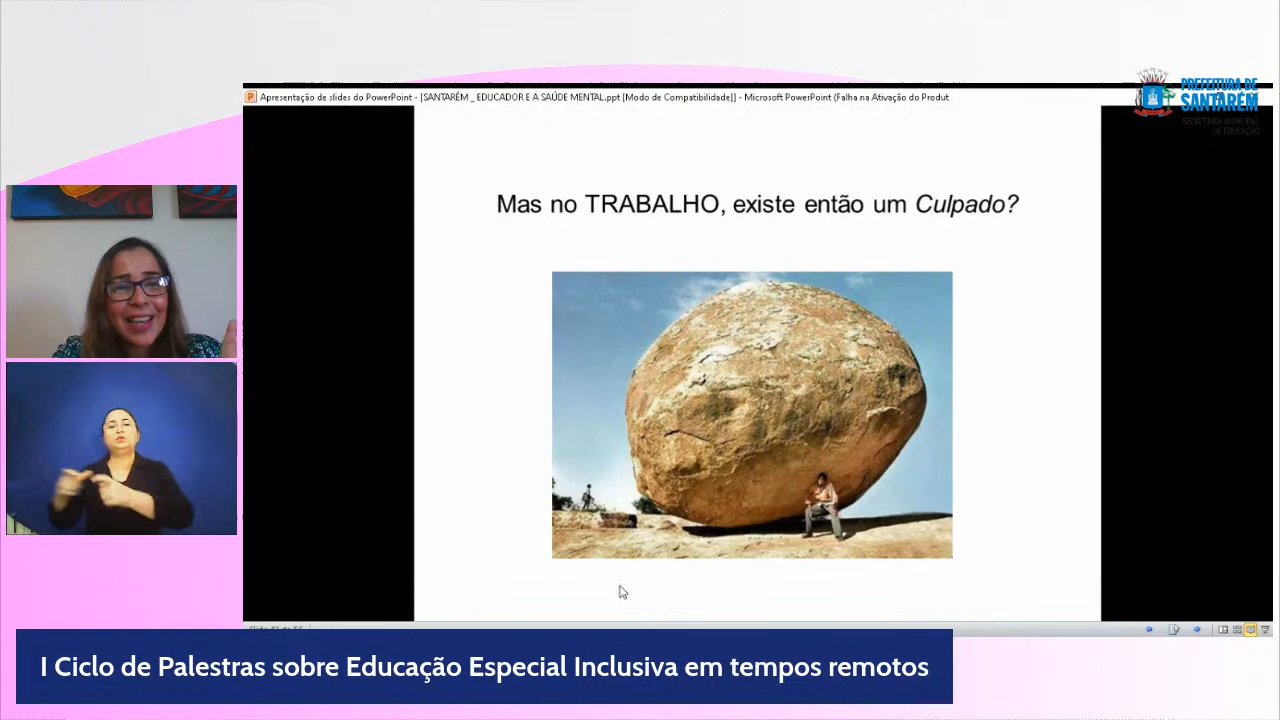 Apresentação de slides do PowerPoint - [SANTARÉM _ EDUCADOR E A SAÚDE MENTAL.ppt [Modo de Compatibilidade]] - Microsoft PowerPoint (Falha na Ativação do Produt
PREFEITURA DE
SANTARÉM
SECRETARIA MUNICIPAL
DE EDUCAÇÃO
Mas no TRABALHO, existe então um Culpado?
I Ciclo de Palestras sobre Educação Especial Inclusiva em tempos remotos